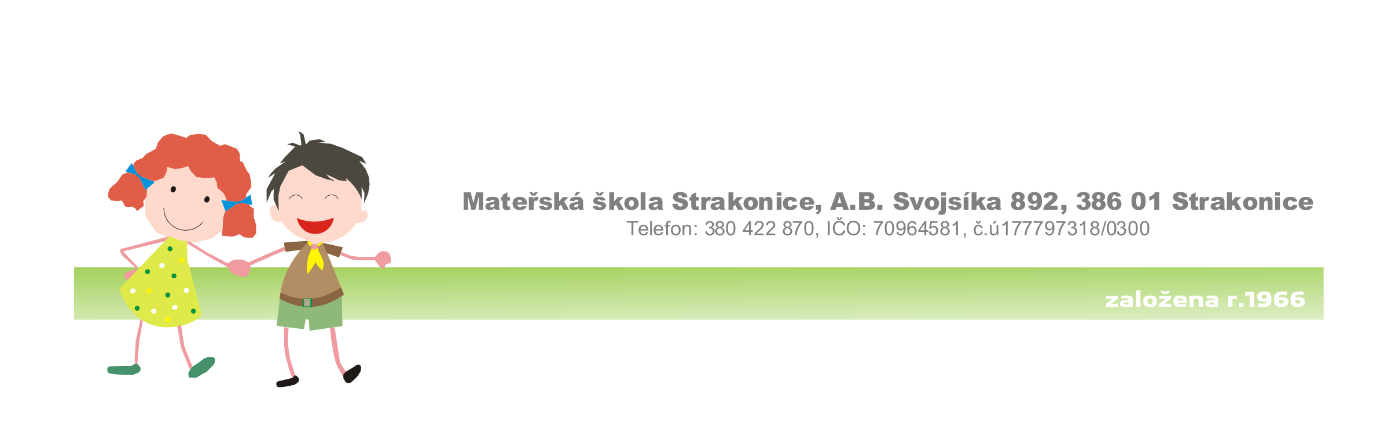 Mateřská škola Strakonice, A.B. Svojsíka 892, 386 01 Strakonice
Telefon: 380 422 870, IČO: 70964581, č.ú177797318/0300
založena r.1966